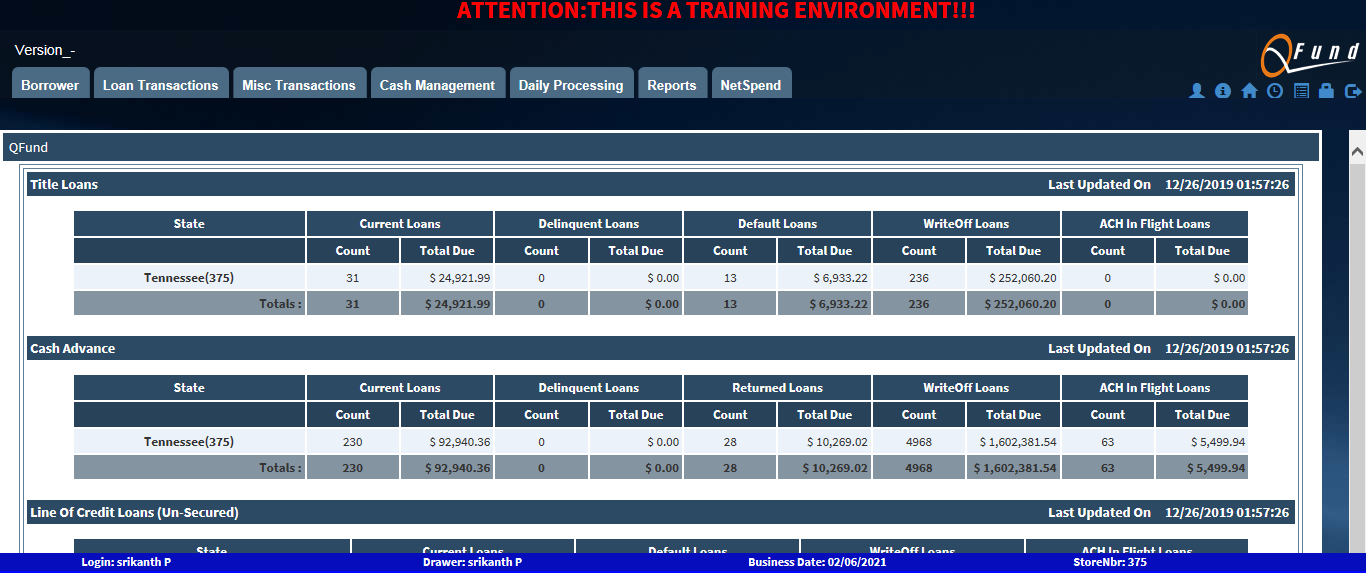 ATTENTION:THIS IS A TRAINING ENVIRONMENT!!!
Version_-
QFund
Borrower Loan Transactions Misc Transactions Cash Management Daily Processing Reports NetSpend
QFund
Title Loans Last Updated On 12/26/2019 01:57:26
State Current Loans Delinquent Loans Default Loans WriteOff Loans ACH In Flight Loans
Count Total Due Count Total Due Count Total Due Count Total Due Count Total Due
Tennessee(375) 31 $ 24,921.99 0 $ 0.00 13 $ 6,933.22 236 $ 252,060.20 0 $ 0.00
Totals : 31 $ 24,921.99 0 $ 0.00 13 $ 6,933.22 236 $ 252,060.20 0 $ 0.00
Cash Advance Last Updated On 12/26/2019 01:57:26
State Current Loans Delinquent Loans Returned Loans WriteOff Loans ACH In Flight Loans
Count Total Due Count Total Due Count Total Due Count Total Due Count Total Due
Tennessee(375) 230 $ 92,940.36 0 $ 0.00 28 $ 10,269.02 4968 $ 1,602,381.54 63 $ 5,499.94
Totals : 230 $ 92,940.36 0 $ 0.00 28 $ 10,269.02 4968 $ 1,602,381.54 63 $ 5,499.94
Line Of Credit Loans (Un-Secured) Last Updated On 12/26/2019 01:57:26
State Current Loans Default Loans WriteOff Loans ACH In Flight Loans
Login: srikanth P Drawer: srikanth P Business Date: 02/06/2021 StoreNbr: 375